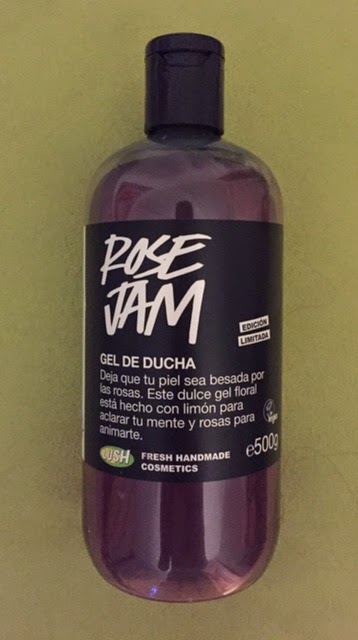 ROSE
JAM
EDICIÓN
LIMITADA
GEL DE DUCHA
Deja que tu piel sea besada por
las rosas. Este dulce gel floral
está hecho con limón para
aclarar tu mente y rosas para
animarte.
Vegan
e500g
LUSH
FRESH HANDMADE
COSMETICS